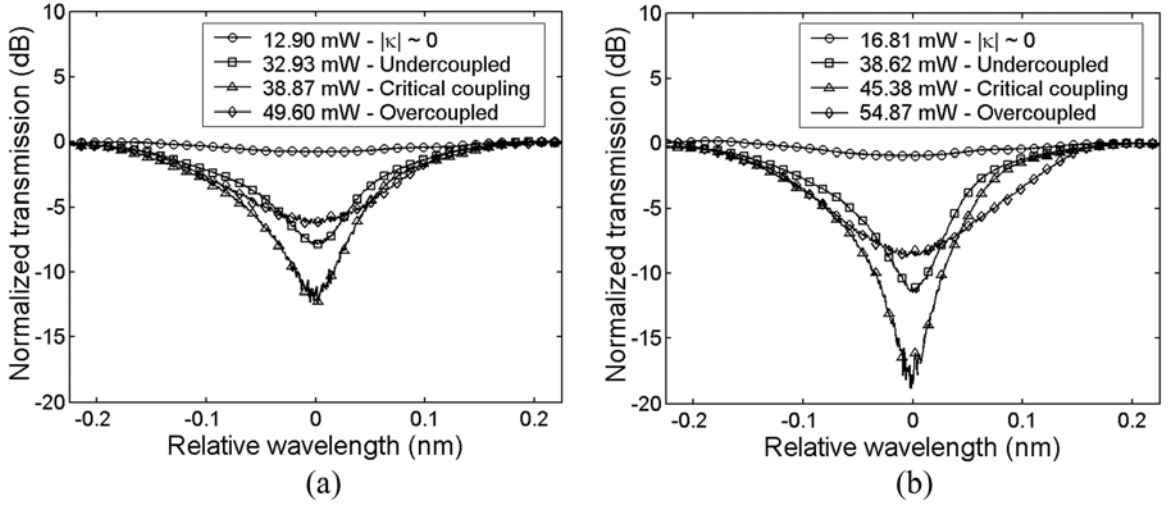 10
5
0
-5
-10
-15
-20
Normalized transmission (dB)
12.90 mW - |κ| ~ 0
32.93 mW - Undercoupled
38.87 mW - Critical coupling
49.60 mW - Overcoupled
-0.2 -0.1 0 0.1 0.2
Relative wavelength (nm)
(a)
10
5
0
-5
-10
-15
-20
Normalized transmission (dB)
16.81 mW - |κ| ~ 0
38.62 mW - Undercoupled
45.38 mW - Critical coupling
54.87 mW - Overcoupled
-0.2 -0.1 0 0.1 0.2
Relative wavelength (nm)
(b)